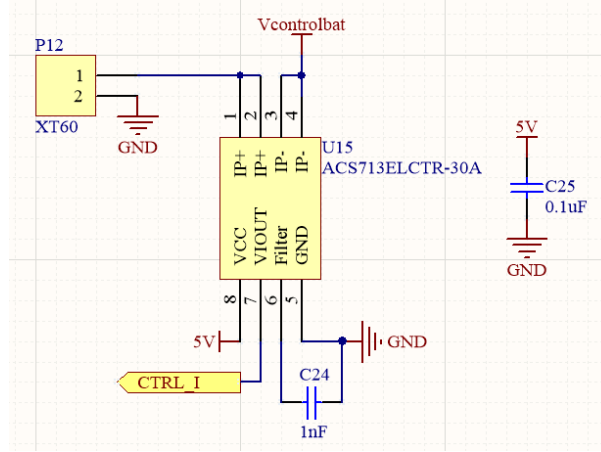 Vcontrolbat
P12
1
2
XT60
GND
1
2
3
4
IP+
IP+
IP-
IP-
U15
ACS713ELCTR-30A
VCC
VIOUT
Filter
GND
8
7
6
5
5V
C25
0.1uF
GND
5V
GND
CTRL_I
C24
1nF